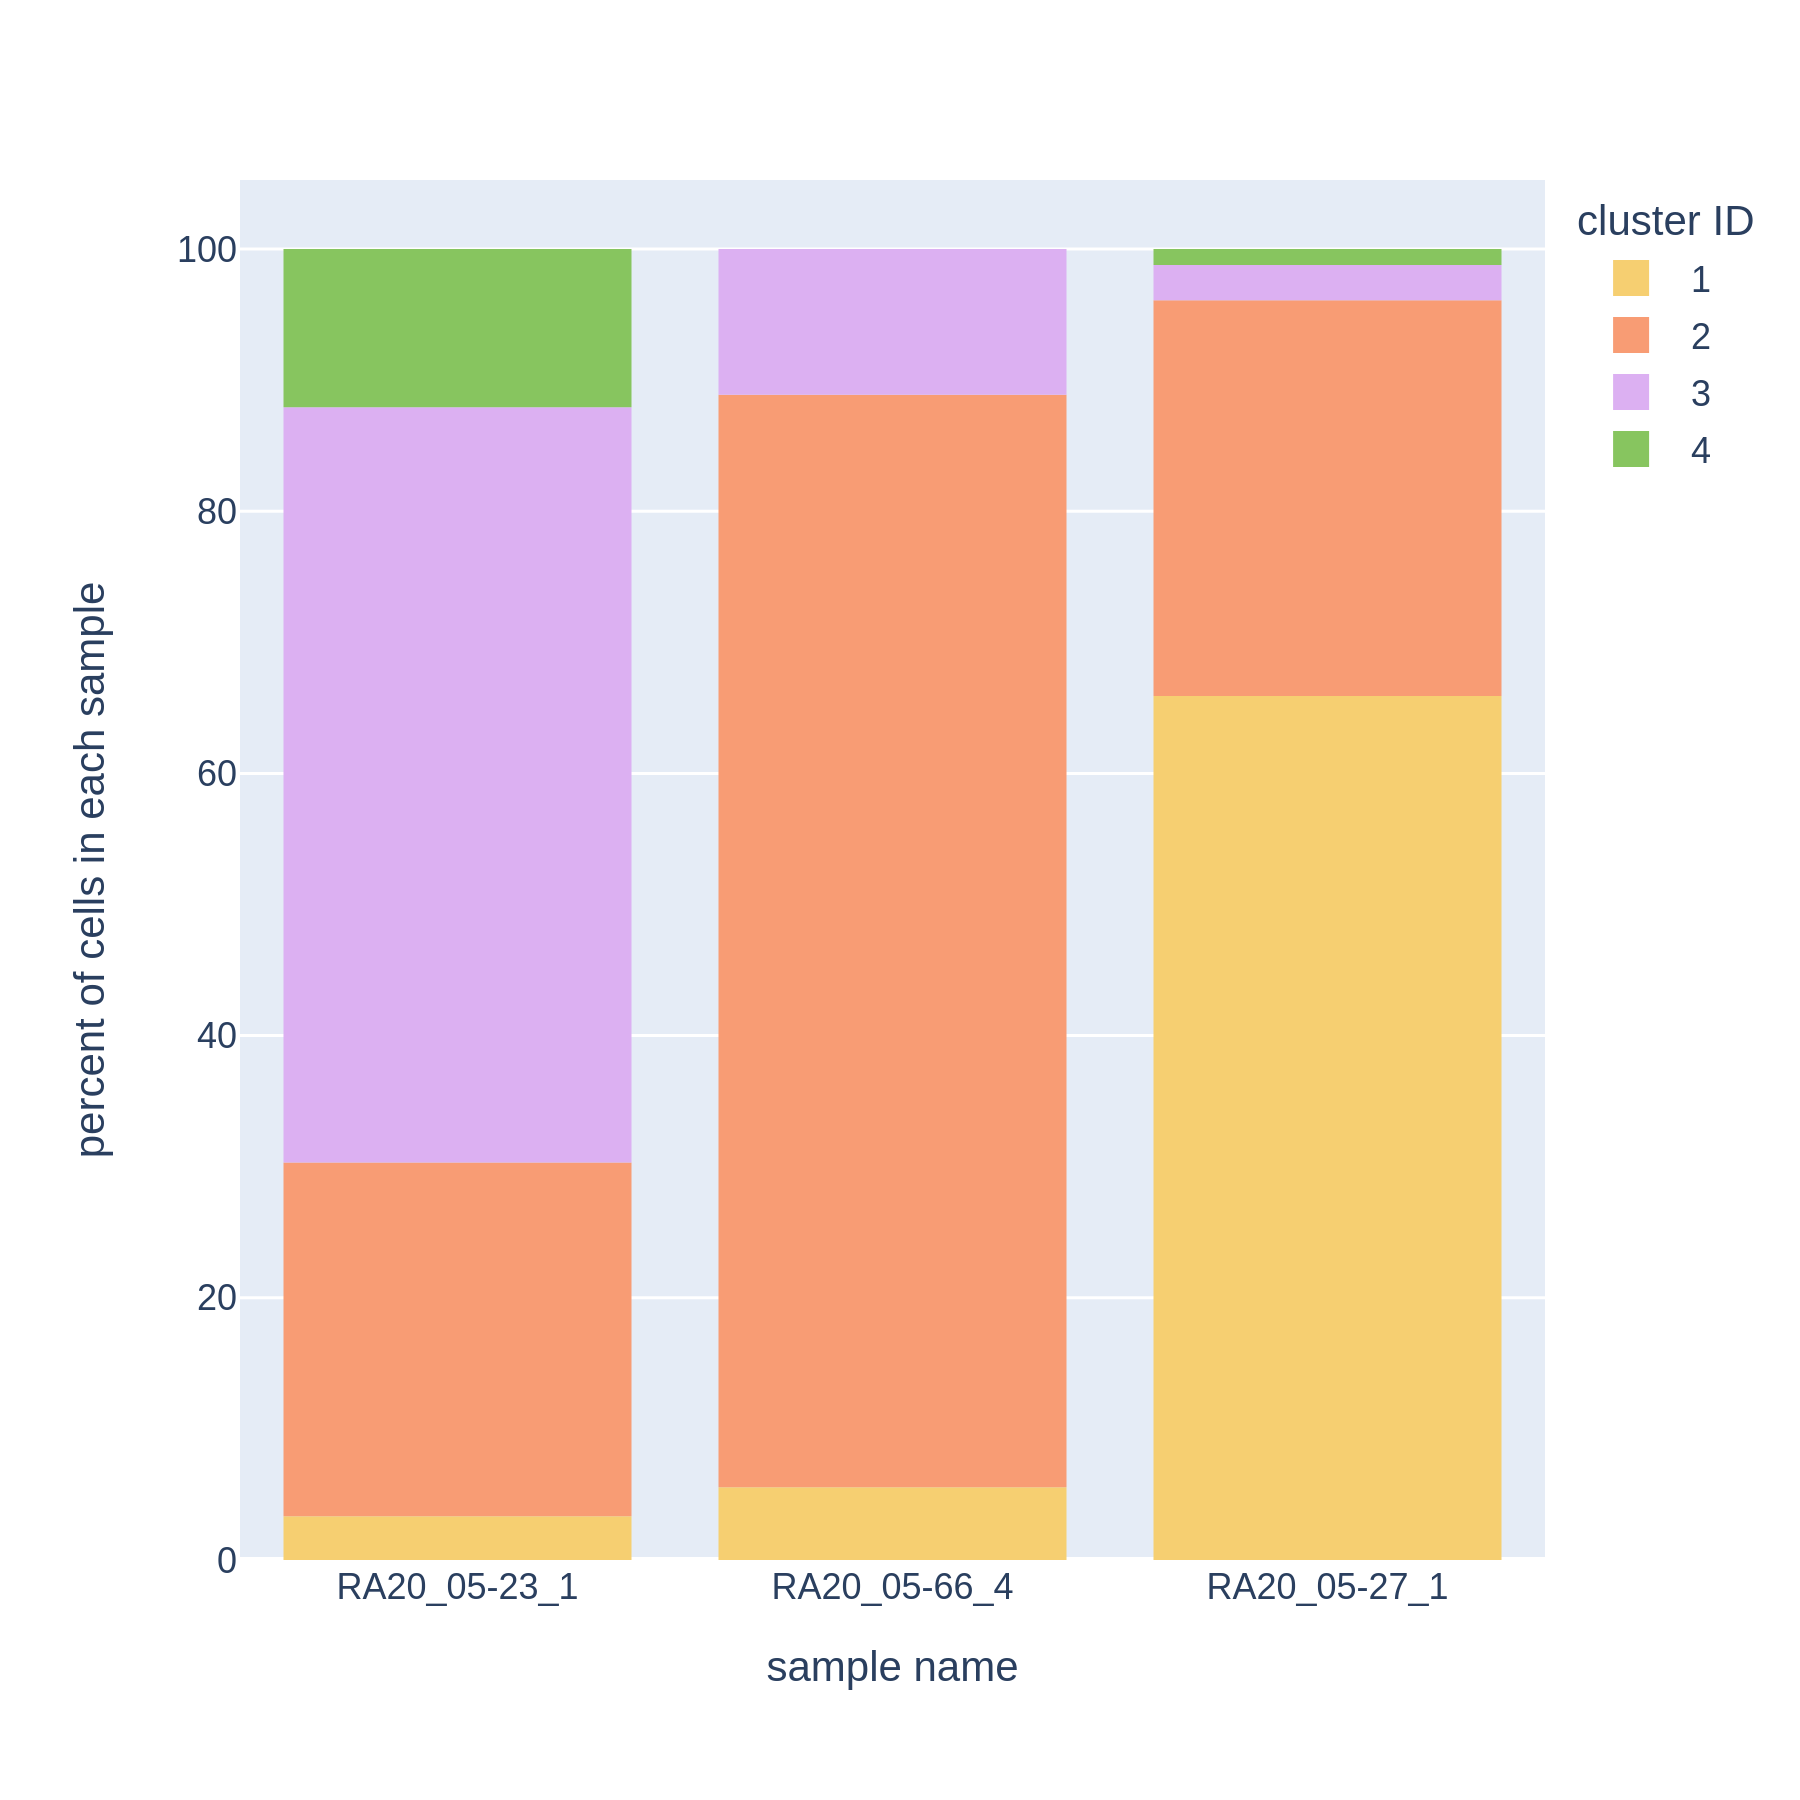 cluster ID
1
2
3
4
100
80
60
40
20
0
percent of cells in each sample
RA20_05-23_1
RA20_05-66_4
RA20_05-27_1
sample name